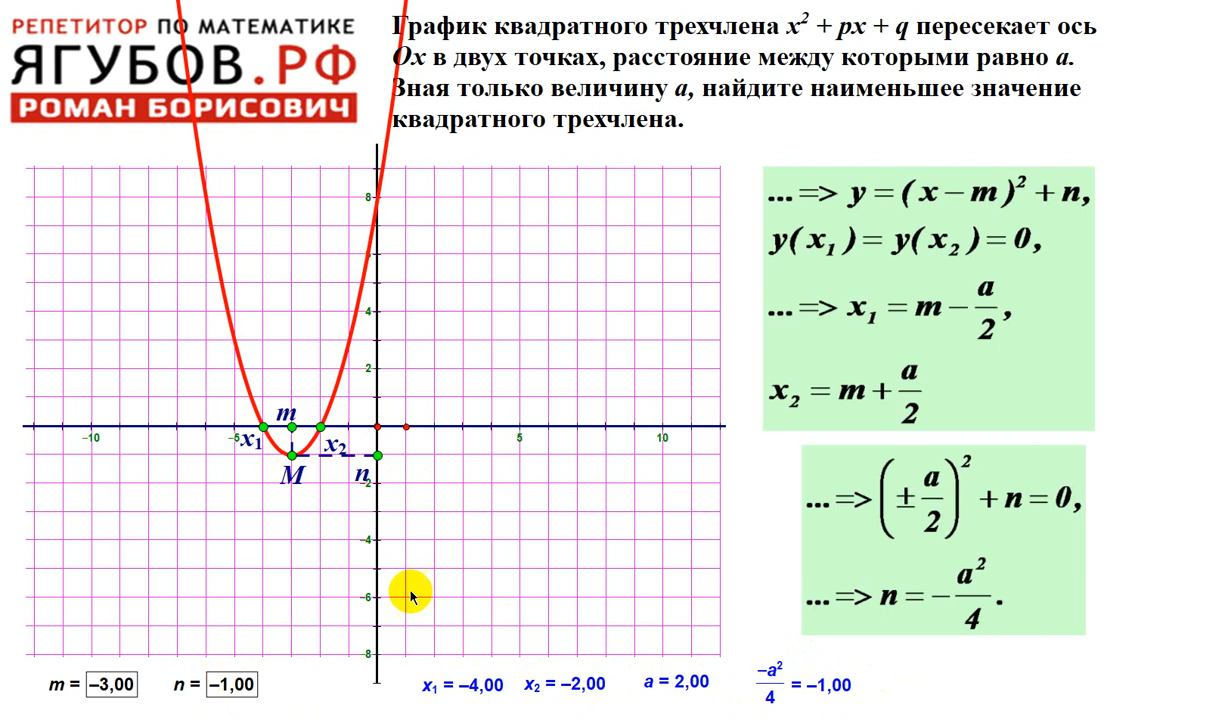 РЕПЕТИТОР ПО МАТЕМАТИКЕ
ЯГУБОВ.РФ
РОМАН БОРИСОВИЧ
График квадратного трехчлена x² + px + q пересекает ось
Ox в двух точках, расстояние между которыми равно a.
Зная только величину a, найдите наименьшее значение
квадратного трехчлена.
... => y = (x − m)² + n,
y(x₁) = y(x₂) = 0,
... => x₁ = m − a/2,
x₂ = m + a/2
... => (± a/2)² + n = 0,
... => n = − a²/4.
8
6
4
2
−10
−5
5
10
−2
−4
−6
−8
m
x₁
x₂
M
n
m = −3,00
n = −1,00
x₁ = −4,00
x₂ = −2,00
a = 2,00
−a²/4 = −1,00